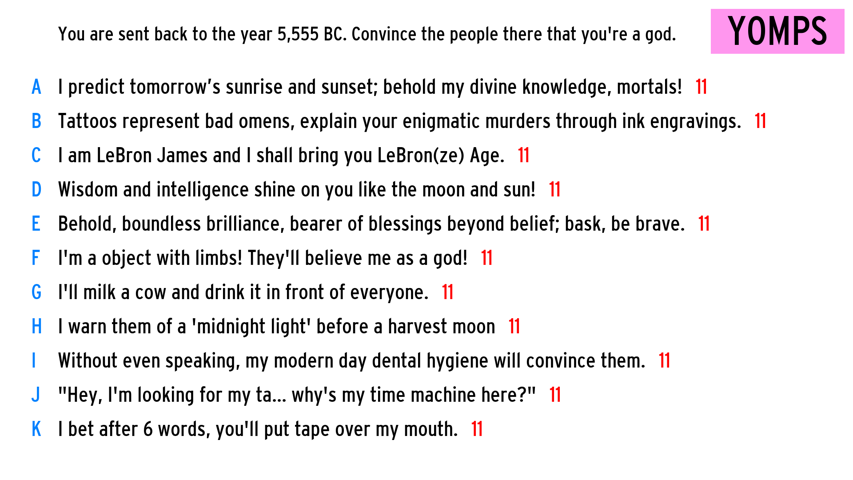 You are sent back to the year 5,555 BC. Convince the people there that you're a god. YOMPS
A I predict tomorrow’s sunrise and sunset; behold my divine knowledge, mortals! 11
B Tattoos represent bad omens, explain your enigmatic murders through ink engravings. 11
C I am LeBron James and I shall bring you LeBron(ze) Age. 11
D Wisdom and intelligence shine on you like the moon and sun! 11
E Behold, boundless brilliance, bearer of blessings beyond belief; bask, be brave. 11
F I'm a object with limbs! They'll believe me as a god! 11
G I'll milk a cow and drink it in front of everyone. 11
H I warn them of a 'midnight light' before a harvest moon 11
I Without even speaking, my modern day dental hygiene will convince them. 11
J "Hey, I'm looking for my ta... why's my time machine here?" 11
K I bet after 6 words, you'll put tape over my mouth. 11